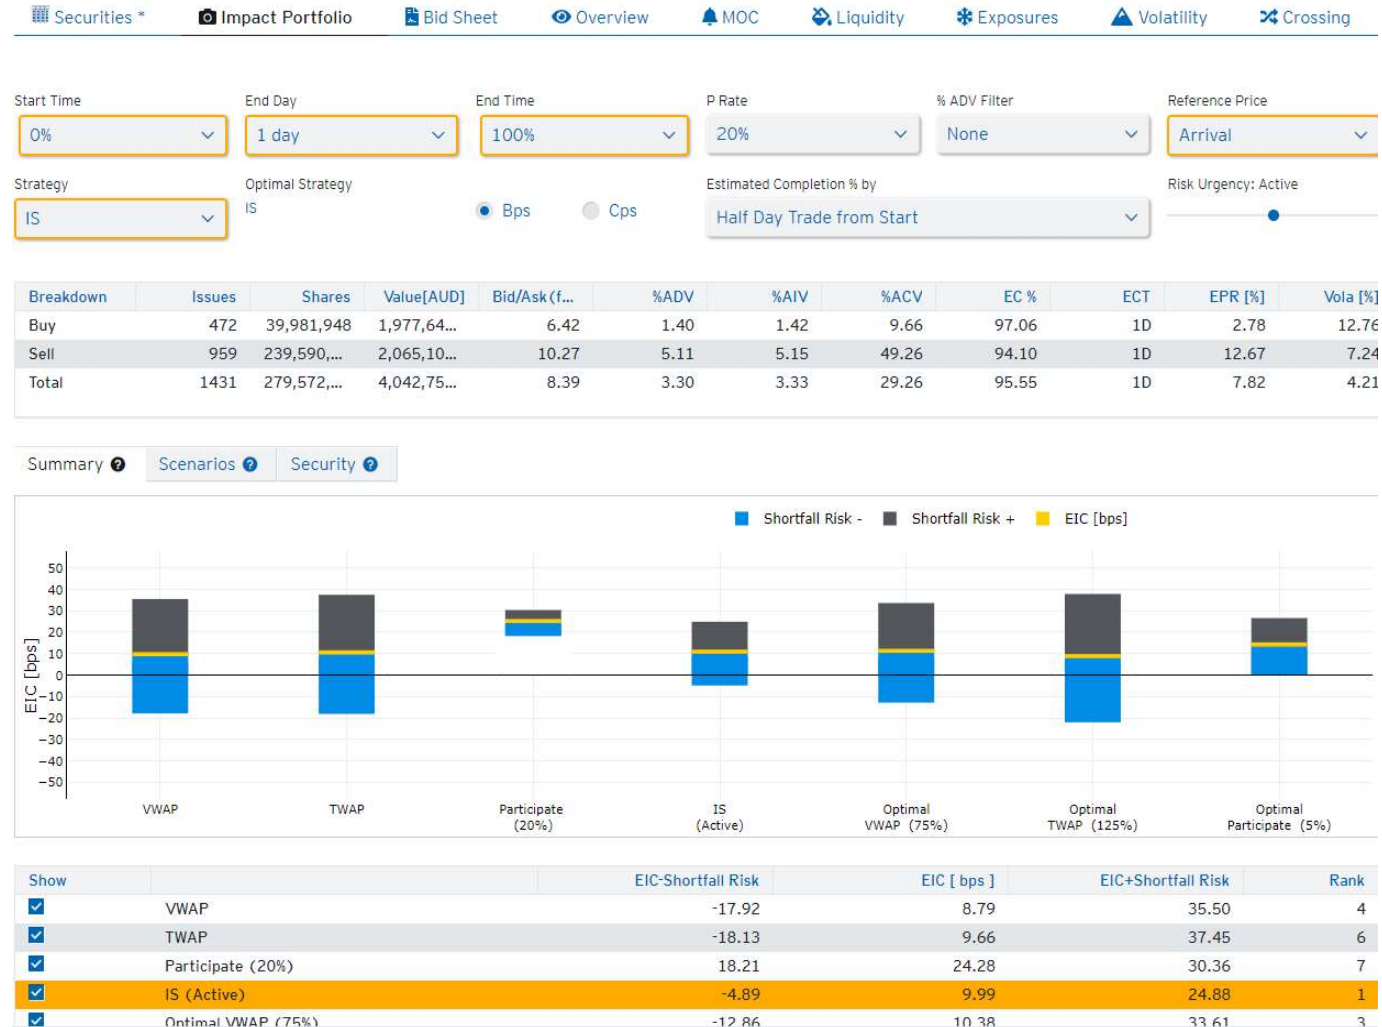 Securities * Impact Portfolio Bid Sheet Overview MOC Liquidity Exposures Volatility Crossing
Start Time End Day End Time P Rate % ADV Filter Reference Price
0% 1 day 100% 20% None Arrival
Strategy Optimal Strategy Estimated Completion % by Risk Urgency: Active
IS IS Bps Cps Half Day Trade from Start
Breakdown Issues Shares Value[AUD] Bid/Ask (f... %ADV %AIV %ACV EC % ECT EPR [%] Vola [%]
Buy 472 39,981,948 1,977,64... 6.42 1.40 1.42 9.66 97.06 1D 2.78 12.76
Sell 959 239,590,... 2,065,10... 10.27 5.11 5.15 49.26 94.10 1D 12.67 7.24
Total 1431 279,572,... 4,042,75... 8.39 3.30 3.33 29.26 95.55 1D 7.82 4.21
Summary ? Scenarios ? Security ?
Shortfall Risk - Shortfall Risk + EIC [bps]
EIC [bps]
50
40
30
20
10
0
−10
−20
−30
−40
−50
VWAP TWAP Participate IS Optimal Optimal Optimal
(20%) (Active) VWAP (75%) TWAP (125%) Participate (5%)
Show EIC-Shortfall Risk EIC [ bps ] EIC+Shortfall Risk Rank
VWAP -17.92 8.79 35.50 4
TWAP -18.13 9.66 37.45 6
Participate (20%) 18.21 24.28 30.36 7
IS (Active) -4.89 9.99 24.88 1
Optimal VWAP (75%) -12.86 10.38 33.61 3